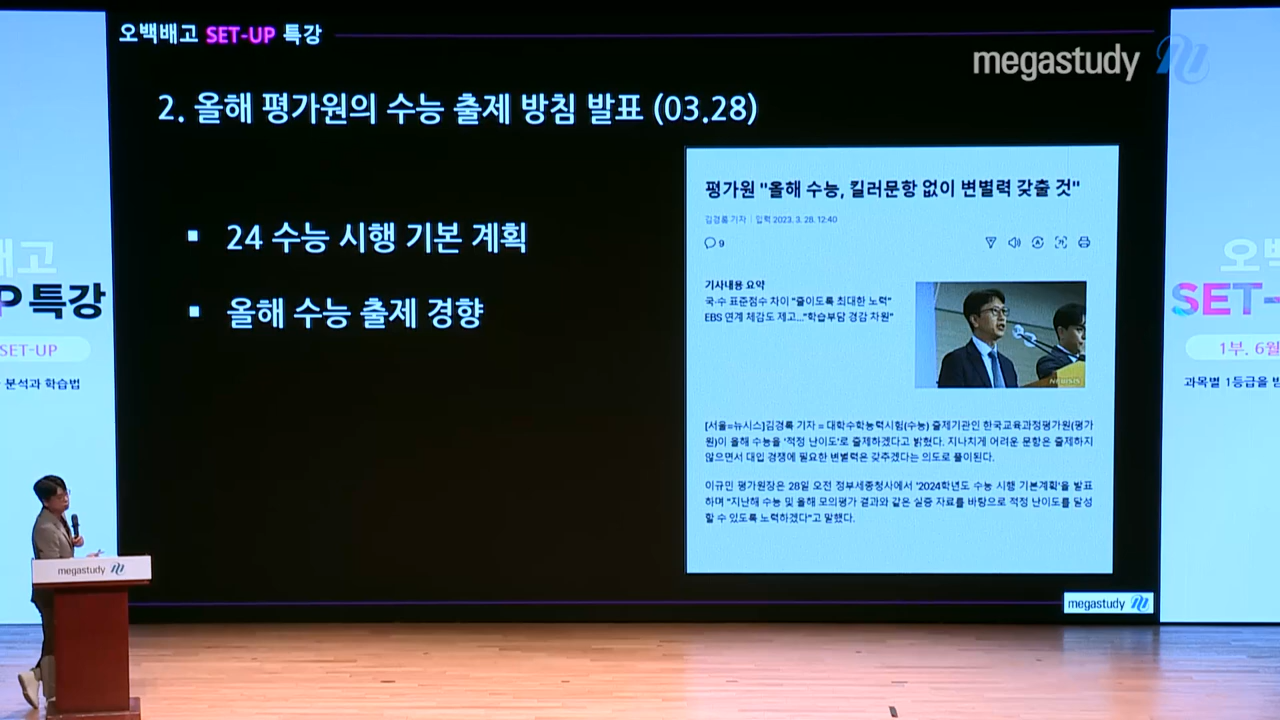 오백배고 SET-UP 특강
megastudy
2. 올해 평가원의 수능 출제 방침 발표 (03.28)
▪ 24 수능 시행 기본 계획
▪ 올해 수능 출제 경향
평가원 "올해 수능, 킬러문항 없이 변별력 갖출 것"
김경록 기자 | 입력 2023. 3. 28. 12:40
9
기사내용 요약
국·수 표준점수 차이 "줄이도록 최대한 노력"
EBS 연계 체감도 제고…"학습부담 경감 차원"
NEWSIS
[서울=뉴시스]김경록 기자 = 대학수학능력시험(수능) 출제기관인 한국교육과정평가원(평가
원)이 올해 수능을 '적정 난이도'로 출제하겠다고 밝혔다. 지나치게 어려운 문항은 출제하지
않으면서 대입 경쟁에 필요한 변별력은 갖추겠다는 의도로 풀이된다.
이규민 평가원장은 28일 오전 정부세종청사에서 '2024학년도 수능 시행 기본계획'을 발표
하며 "지난해 수능 및 올해 모의평가 결과와 같은 실증 자료를 바탕으로 적정 난이도를 달성
할 수 있도록 노력하겠다"고 말했다.
megastudy
배고
P 특강
SET-UP
분석과 학습법
오백
SET-
1부. 6월
과목별 1등급을
megastudy